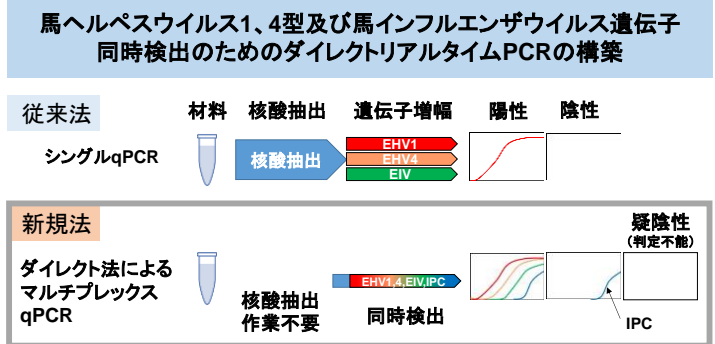 馬ヘルペスウイルス1、4型及び馬インフルエンザウイルス遺伝子
同時検出のためのダイレクトリアルタイムPCRの構築
従来法
材料 核酸抽出 遺伝子増幅 陽性 陰性
シングルqPCR
核酸抽出
EHV1
EHV4
EIV
新規法
疑陰性
(判定不能)
ダイレクト法による
マルチプレックス
qPCR
核酸抽出
作業不要
EHV1,4,EIV,IPC
同時検出
IPC